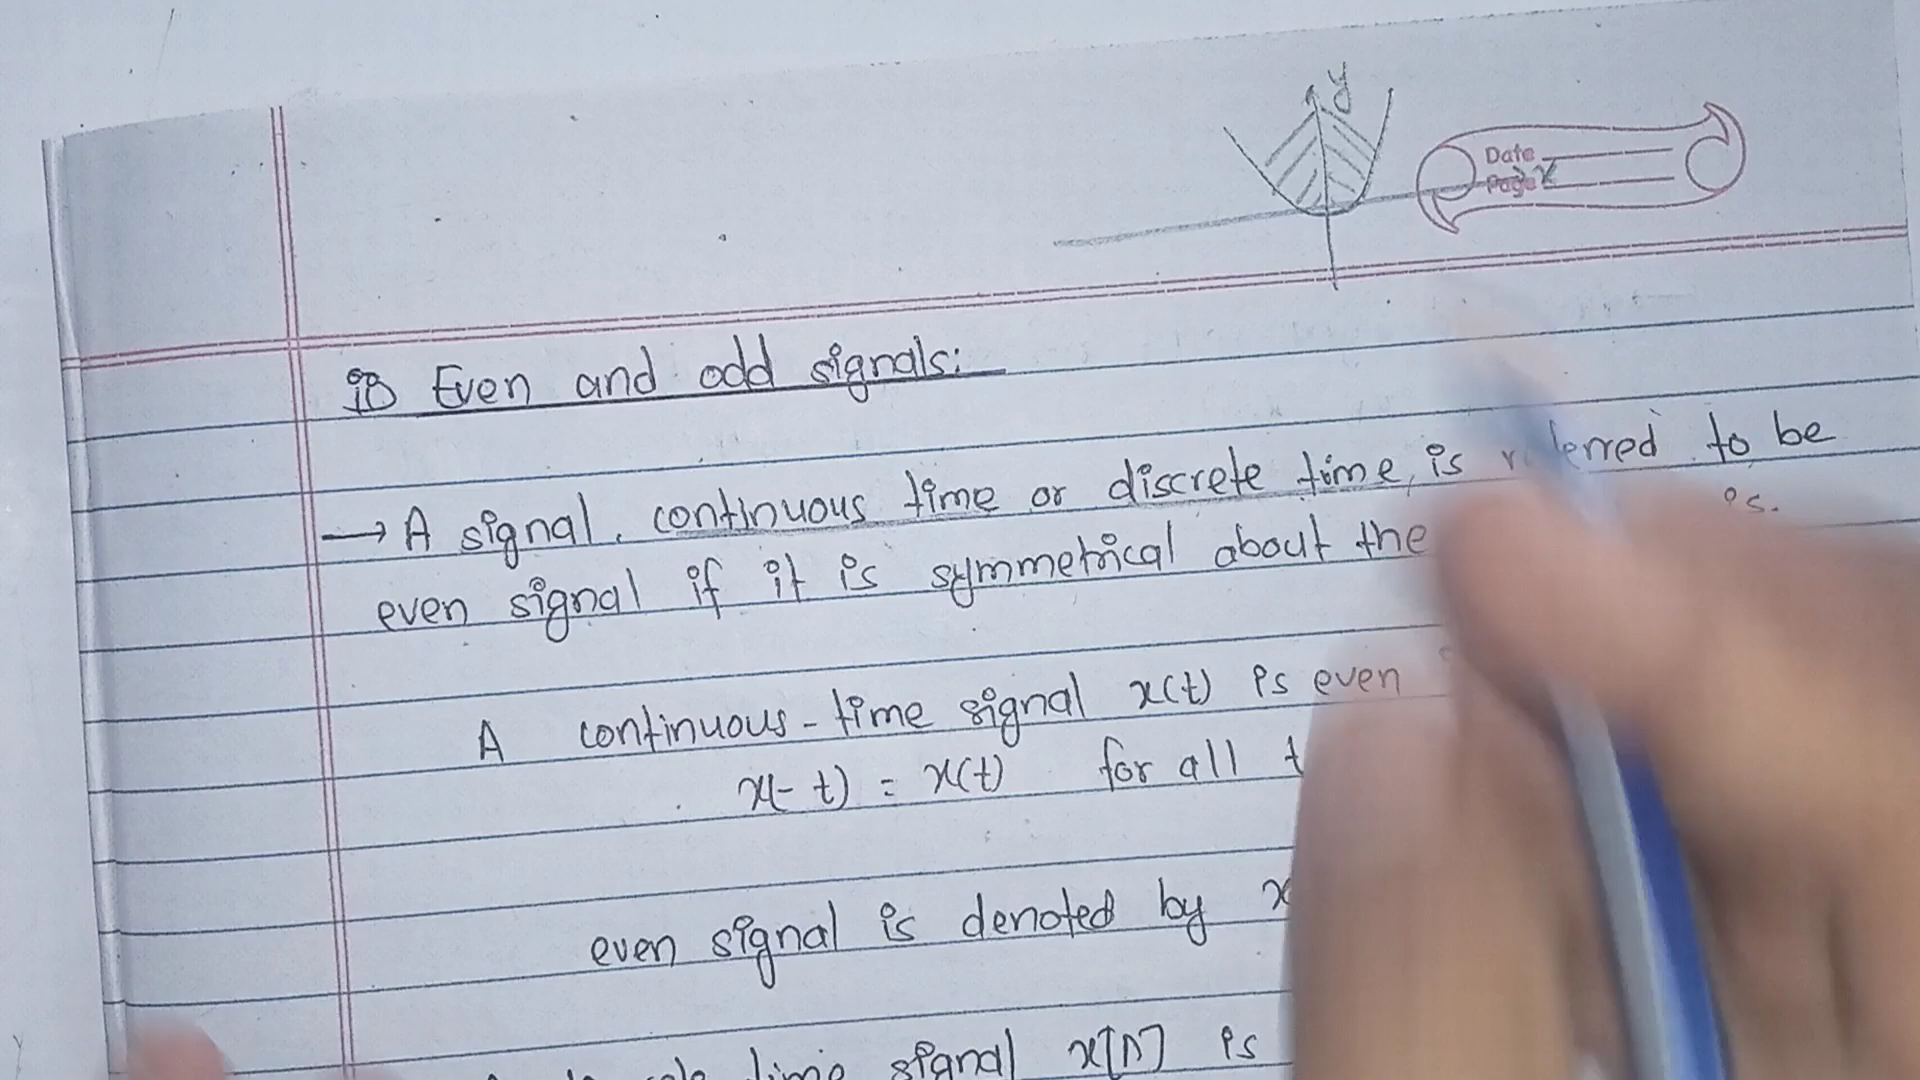 y
Date
Page x
ii) Even and odd signals:
→ A signal, continuous time or discrete time, is referred to be
even signal if it is symmetrical about the
A continuous-time signal x(t) is even
x(-t) = x(t) for all t
even signal is denoted by x
time signal x[n] is